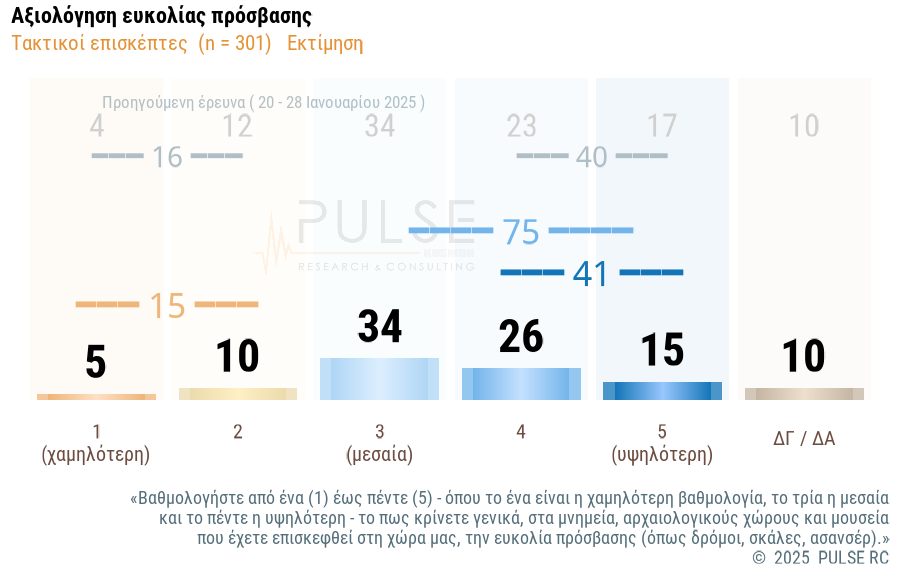 Αξιολόγηση ευκολίας πρόσβασης
Τακτικοί επισκέπτες (n = 301) Εκτίμηση
Προηγούμενη έρευνα ( 20 - 28 Ιανουαρίου 2025 )
4 12 34 23 17 10
16 40
PULSE
RESEARCH & CONSULTING
75
41
15
5 10 34 26 15 10
1 2 3 4 5 ΔΓ / ΔΑ
(χαμηλότερη) (μεσαία) (υψηλότερη)
«Βαθμολογήστε από ένα (1) έως πέντε (5) - όπου το ένα είναι η χαμηλότερη βαθμολογία, το τρία η μεσαία
και το πέντε η υψηλότερη - το πως κρίνετε γενικά, στα μνημεία, αρχαιολογικούς χώρους και μουσεία
που έχετε επισκεφθεί στη χώρα μας, την ευκολία πρόσβασης (όπως δρόμοι, σκάλες, ασανσέρ).»
© 2025 PULSE RC